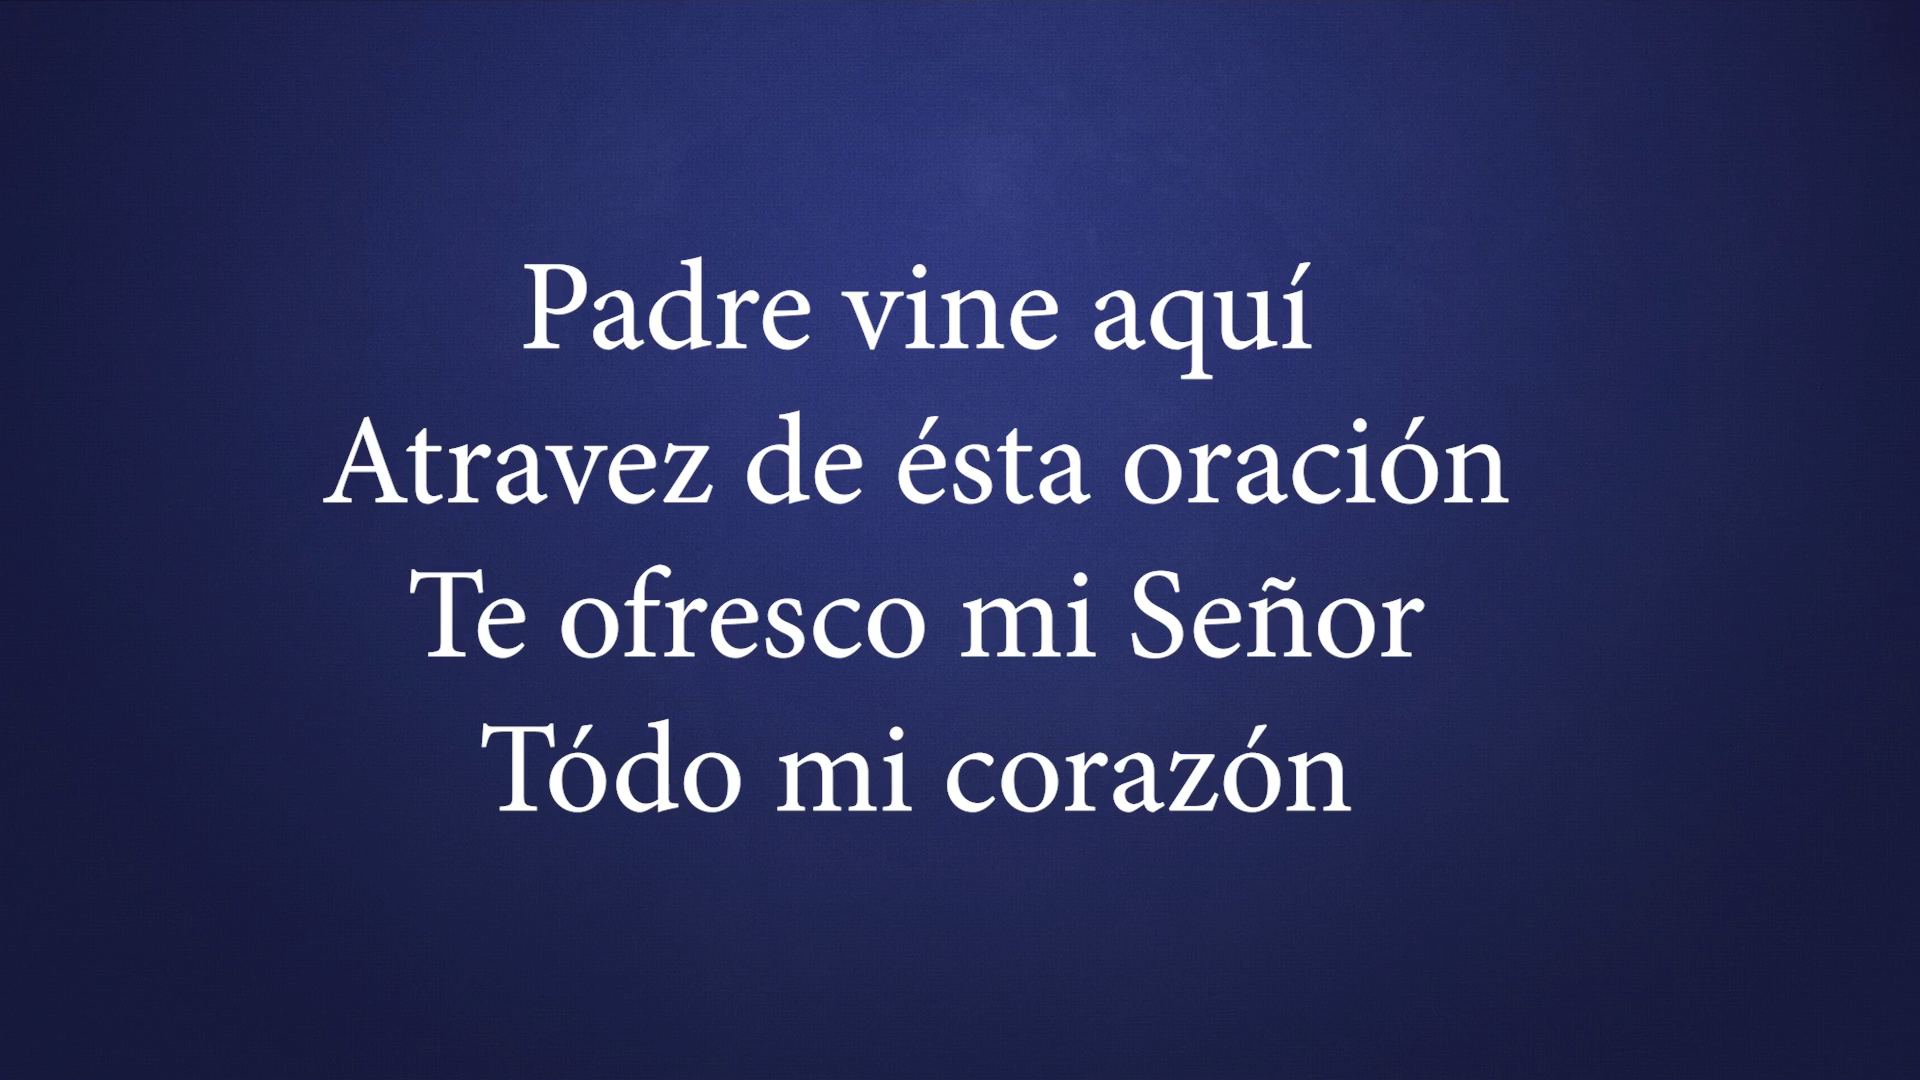 Padre vine aquí
Atravez de ésta oración
Te ofresco mi Señor
Tódo mi corazón